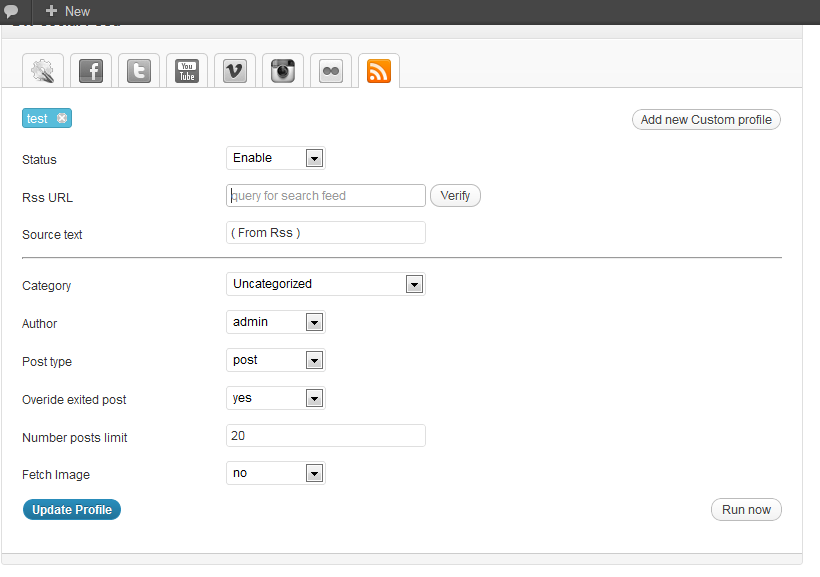 New
You
Tube
test
Add new Custom profile
Status
Enable
Rss URL
query for search feed
Verify
Source text
( From Rss )
Category
Uncategorized
Author
admin
Post type
post
Overide exited post
yes
Number posts limit
20
Fetch Image
no
Update Profile
Run now